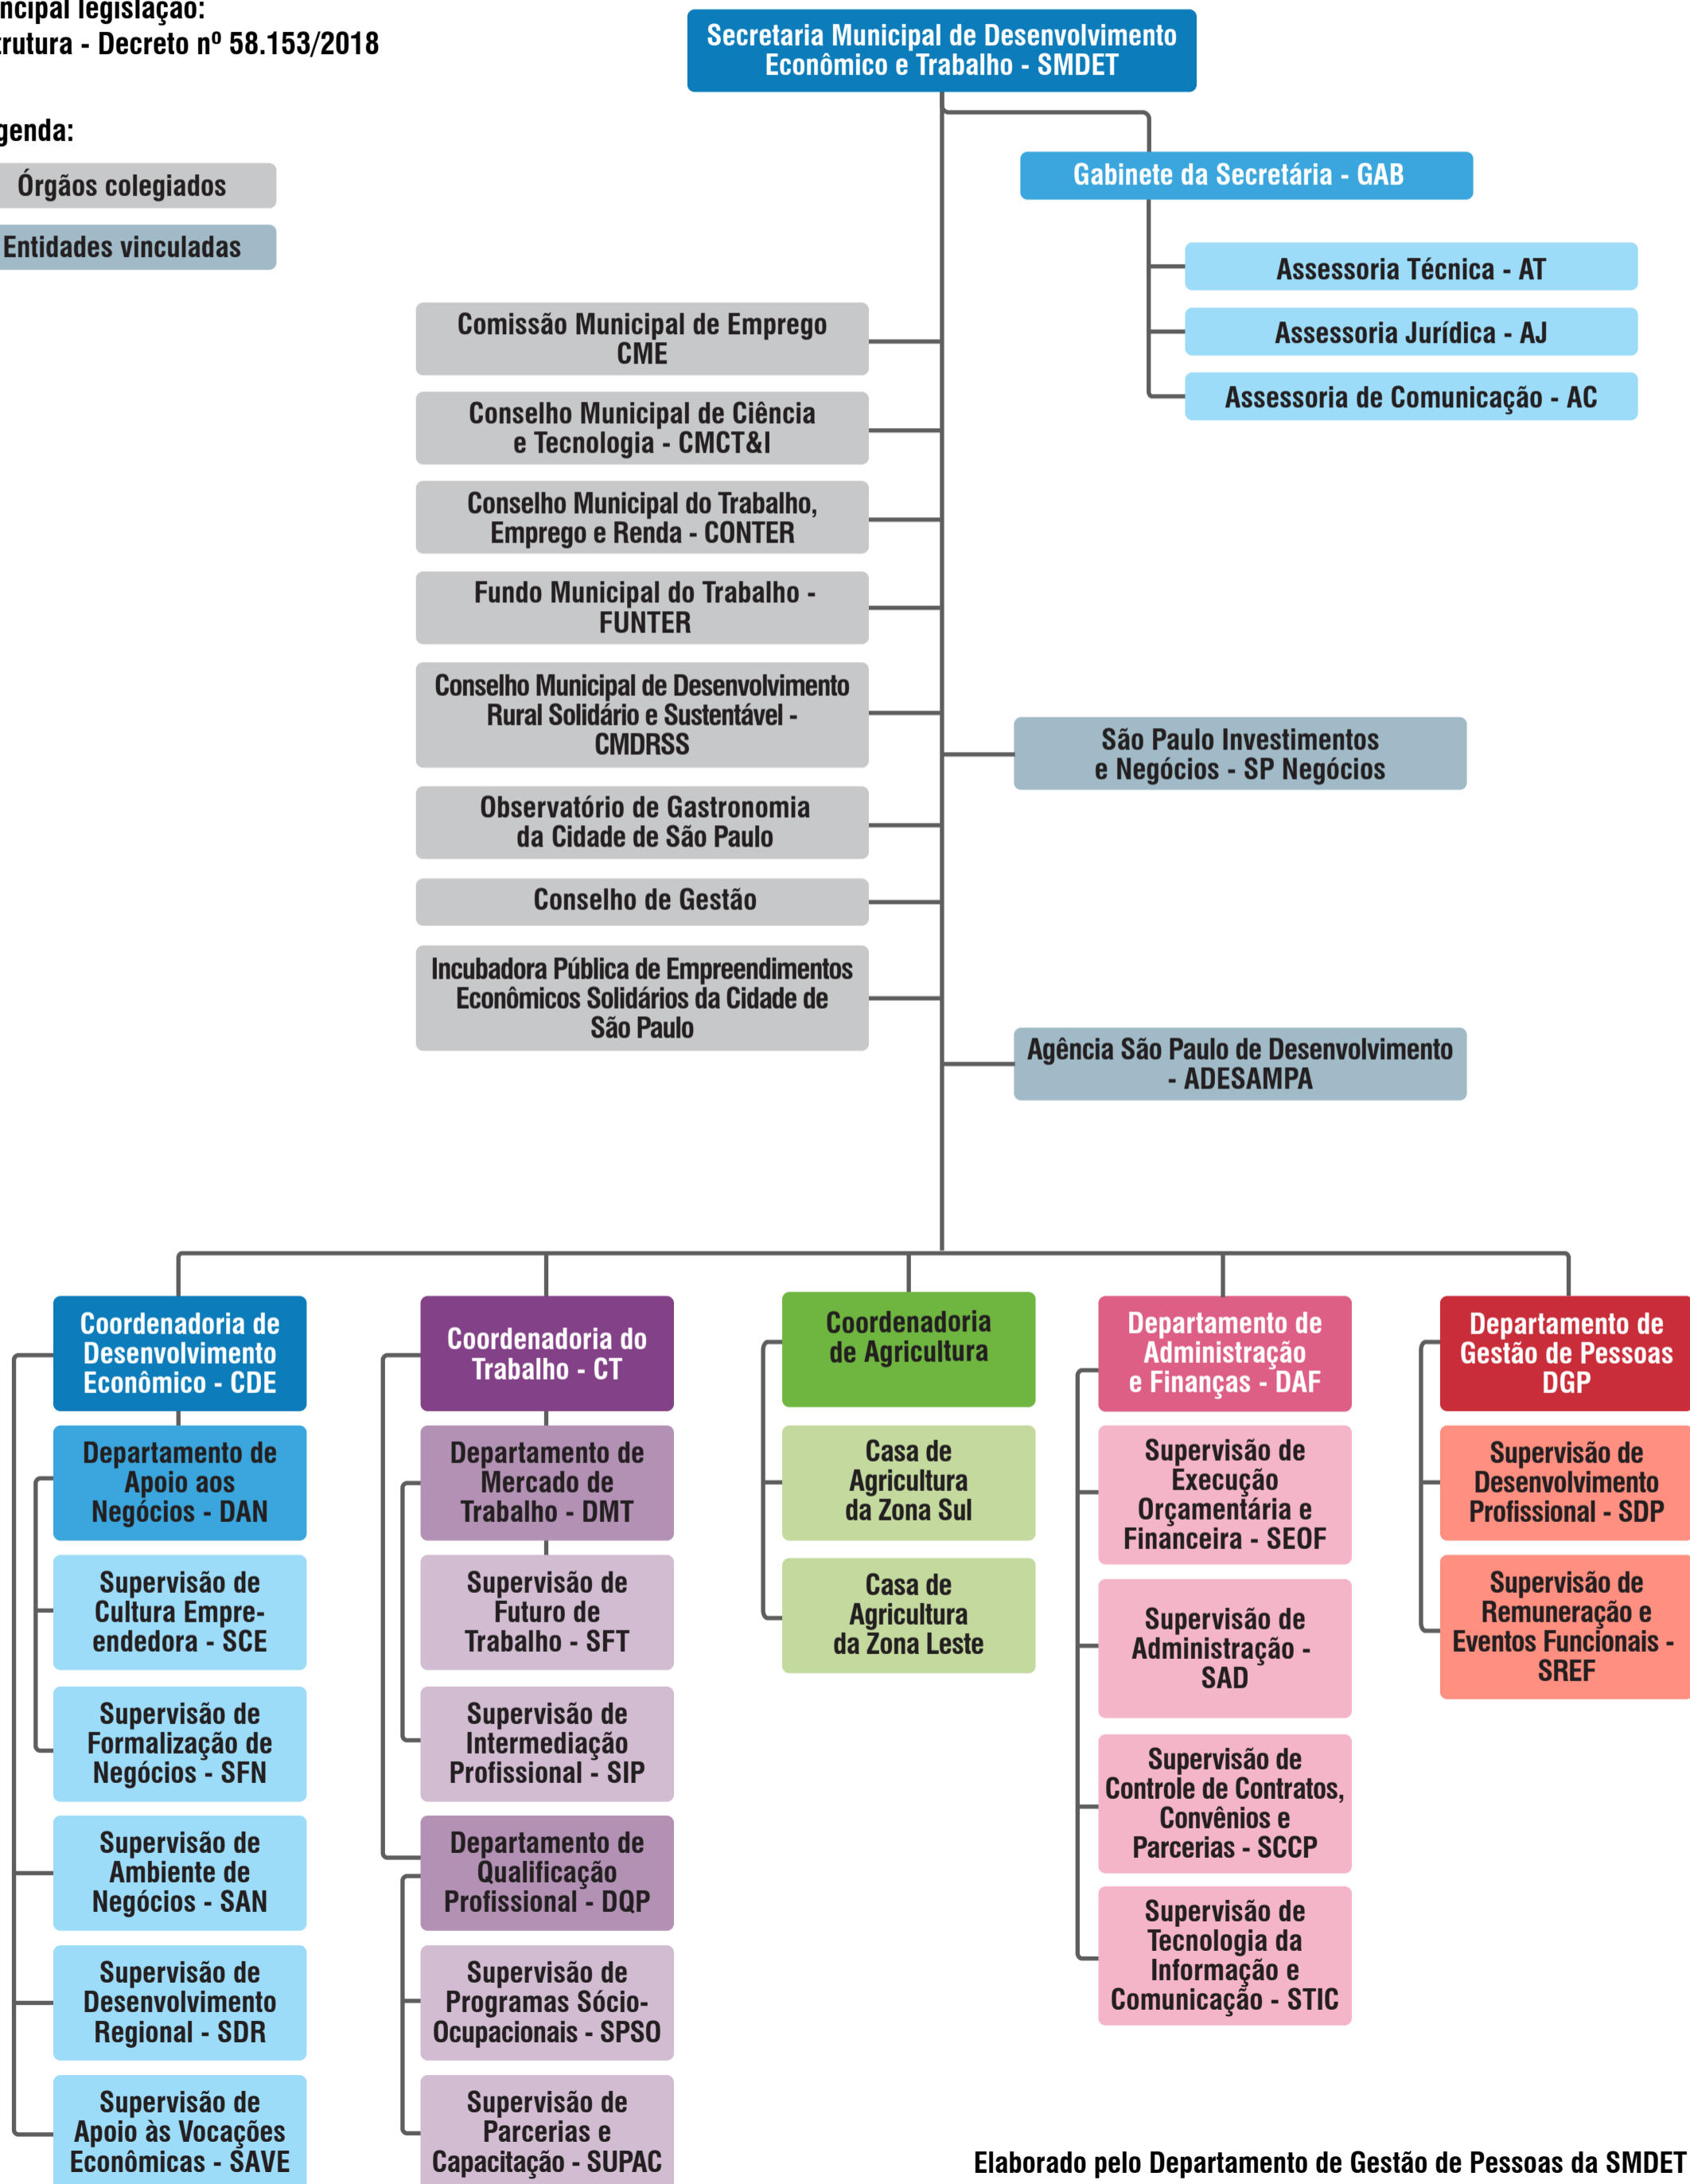 ncipal legislação:
rutura - Decreto nº 58.153/2018
genda:
Órgãos colegiados
Entidades vinculadas
Secretaria Municipal de Desenvolvimento
Econômico e Trabalho - SMDET
Gabinete da Secretária - GAB
Assessoria Técnica - AT
Assessoria Jurídica - AJ
Assessoria de Comunicação - AC
Comissão Municipal de Emprego
CME
Conselho Municipal de Ciência
e Tecnologia - CMCT&I
Conselho Municipal do Trabalho,
Emprego e Renda - CONTER
Fundo Municipal do Trabalho -
FUNTER
Conselho Municipal de Desenvolvimento
Rural Solidário e Sustentável -
CMDRSS
Observatório de Gastronomia
da Cidade de São Paulo
Conselho de Gestão
Incubadora Pública de Empreendimentos
Econômicos Solidários da Cidade de
São Paulo
São Paulo Investimentos
e Negócios - SP Negócios
Agência São Paulo de Desenvolvimento
- ADESAMPA
Coordenadoria de
Desenvolvimento
Econômico - CDE
Departamento de
Apoio aos
Negócios - DAN
Supervisão de
Cultura Empre-
endedora - SCE
Supervisão de
Formalização de
Negócios - SFN
Supervisão de
Ambiente de
Negócios - SAN
Supervisão de
Desenvolvimento
Regional - SDR
Supervisão de
Apoio às Vocações
Econômicas - SAVE
Coordenadoria do
Trabalho - CT
Departamento de
Mercado de
Trabalho - DMT
Supervisão de
Futuro de
Trabalho - SFT
Supervisão de
Intermediação
Profissional - SIP
Departamento de
Qualificação
Profissional - DQP
Supervisão de
Programas Sócio-
Ocupacionais - SPSO
Supervisão de
Parcerias e
Capacitação - SUPAC
Coordenadoria
de Agricultura
Casa de
Agricultura
da Zona Sul
Casa de
Agricultura
da Zona Leste
Departamento de
Administração
e Finanças - DAF
Supervisão de
Execução
Orçamentária e
Financeira - SEOF
Supervisão de
Administração -
SAD
Supervisão de
Controle de Contratos,
Convênios e
Parcerias - SCCP
Supervisão de
Tecnologia da
Informação e
Comunicação - STIC
Departamento de
Gestão de Pessoas
DGP
Supervisão de
Desenvolvimento
Profissional - SDP
Supervisão de
Remuneração e
Eventos Funcionais -
SREF
Elaborado pelo Departamento de Gestão de Pessoas da SMDET